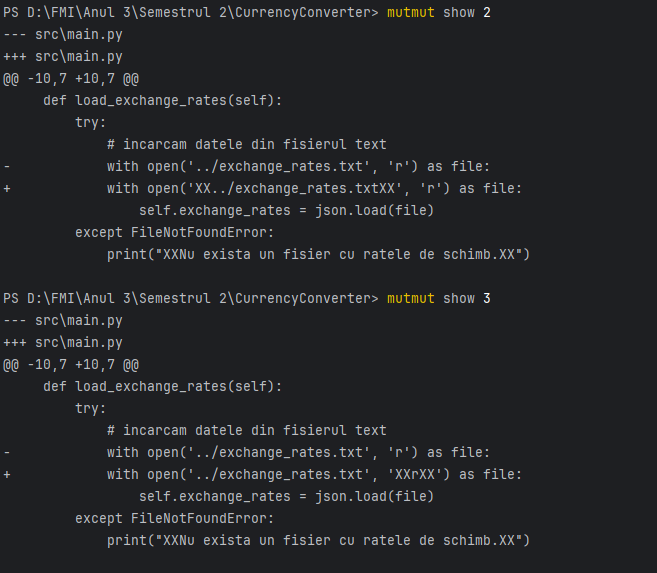 PS D:\FMI\Anul 3\Semestrul 2\CurrencyConverter> mutmut show 2
--- src\main.py
+++ src\main.py
@@ -10,7 +10,7 @@
     def load_exchange_rates(self):
         try:
             # incarcam datele din fisierul text
-            with open('../exchange_rates.txt', 'r') as file:
+            with open('XX../exchange_rates.txtXX', 'r') as file:
                 self.exchange_rates = json.load(file)
         except FileNotFoundError:
             print("XXNu exista un fisier cu ratele de schimb.XX")

PS D:\FMI\Anul 3\Semestrul 2\CurrencyConverter> mutmut show 3
--- src\main.py
+++ src\main.py
@@ -10,7 +10,7 @@
     def load_exchange_rates(self):
         try:
             # incarcam datele din fisierul text
-            with open('../exchange_rates.txt', 'r') as file:
+            with open('../exchange_rates.txt', 'XXrXX') as file:
                 self.exchange_rates = json.load(file)
         except FileNotFoundError:
             print("XXNu exista un fisier cu ratele de schimb.XX")